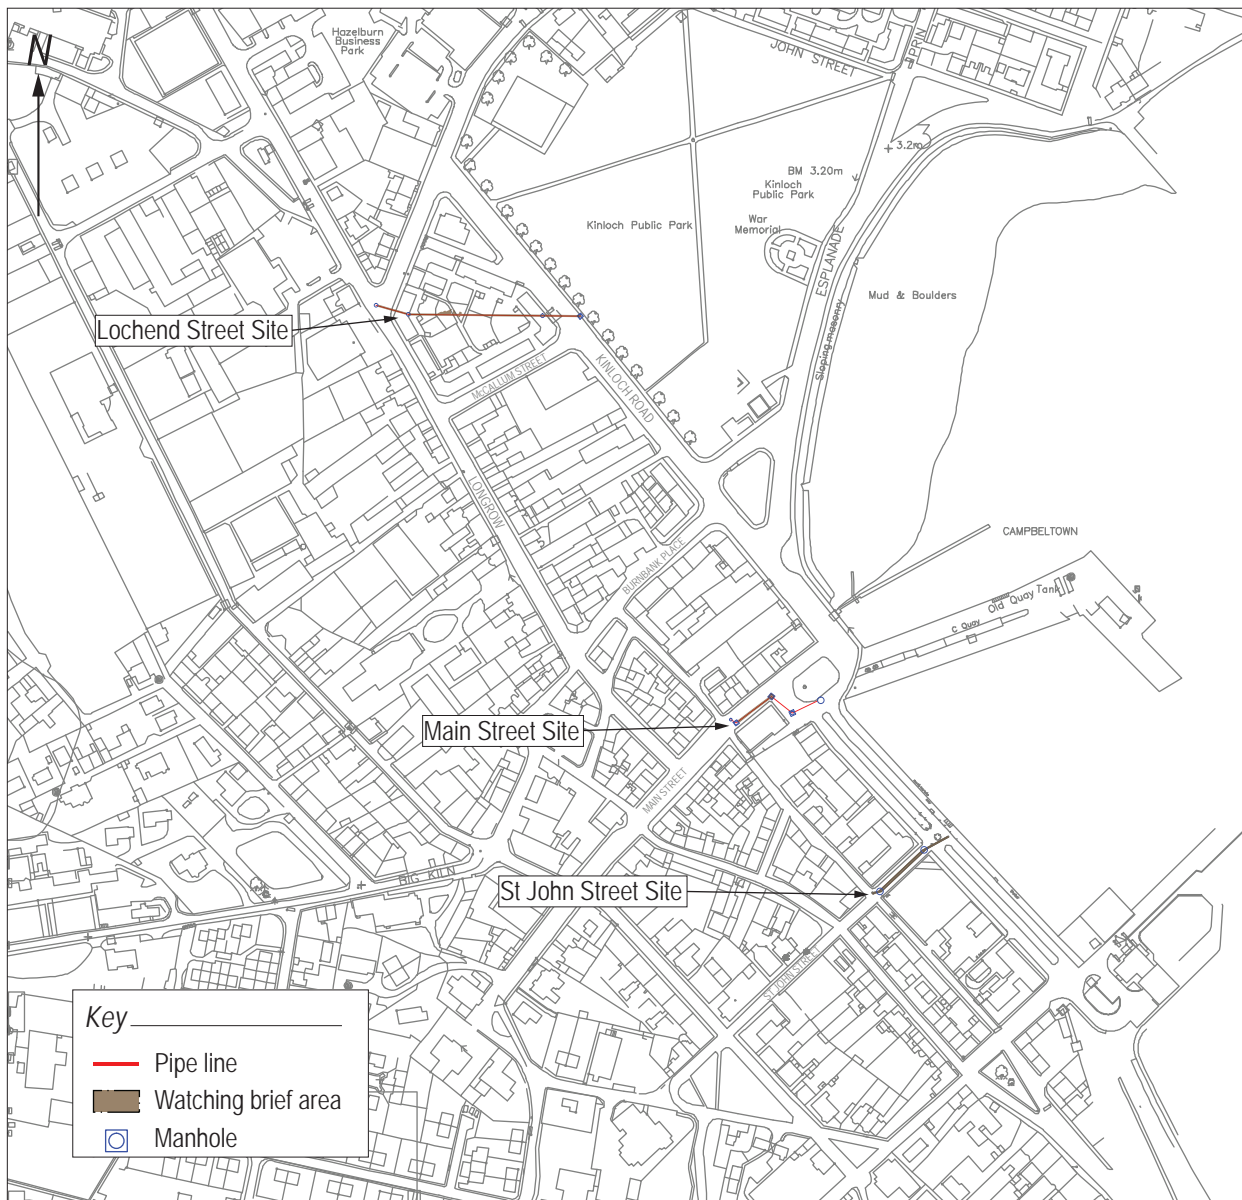 Hazelburn
Business
Park
N
JOHN STREET
PRIN
3.2m
BM 3.20m
Kinloch
Public Park
War
Memorial
Kinloch Public Park
ESPLANADE
Mud & Boulders
Sloping masonry
Lochend Street Site
McCALLUM STREET
KINLOCH ROAD
LONGROW
CAMPBELTOWN
BURNBANK PLACE
Old Quay Tank
C Quay
Main Street Site
MAIN STREET
BIG KILN
St John Street Site
ST JOHN STREET
Key
Pipe line
Watching brief area
Manhole